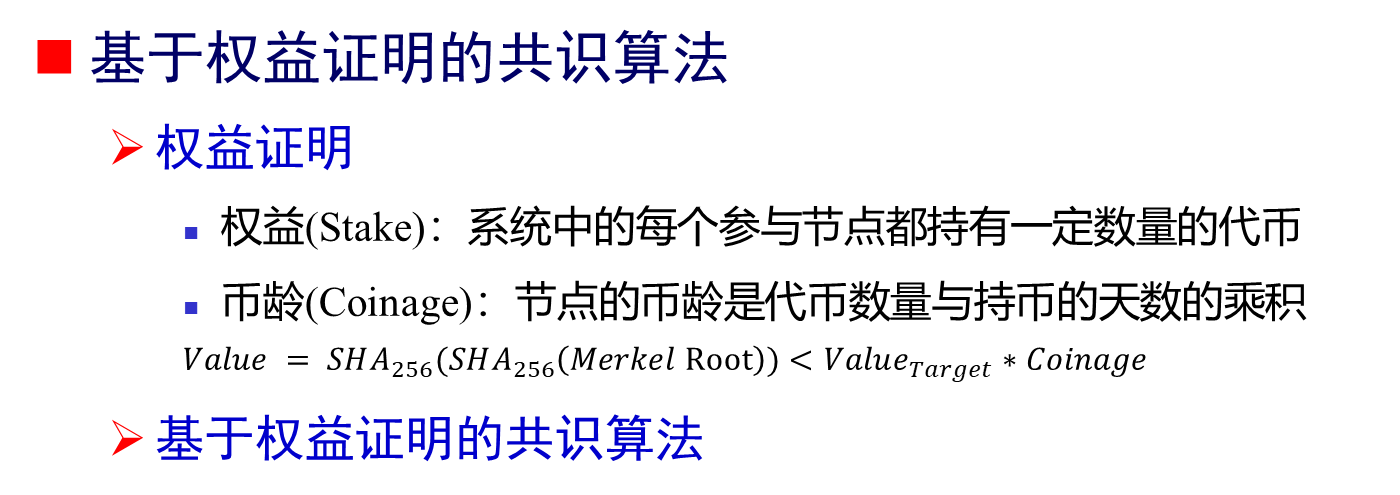 基于权益证明的共识算法
权益证明
权益(Stake)：系统中的每个参与节点都持有一定数量的代币
币龄(Coinage)：节点的币龄是代币数量与持币的天数的乘积
Value = SHA₂₅₆(SHA₂₅₆(Merkel Root)) < Value_Target * Coinage
基于权益证明的共识算法